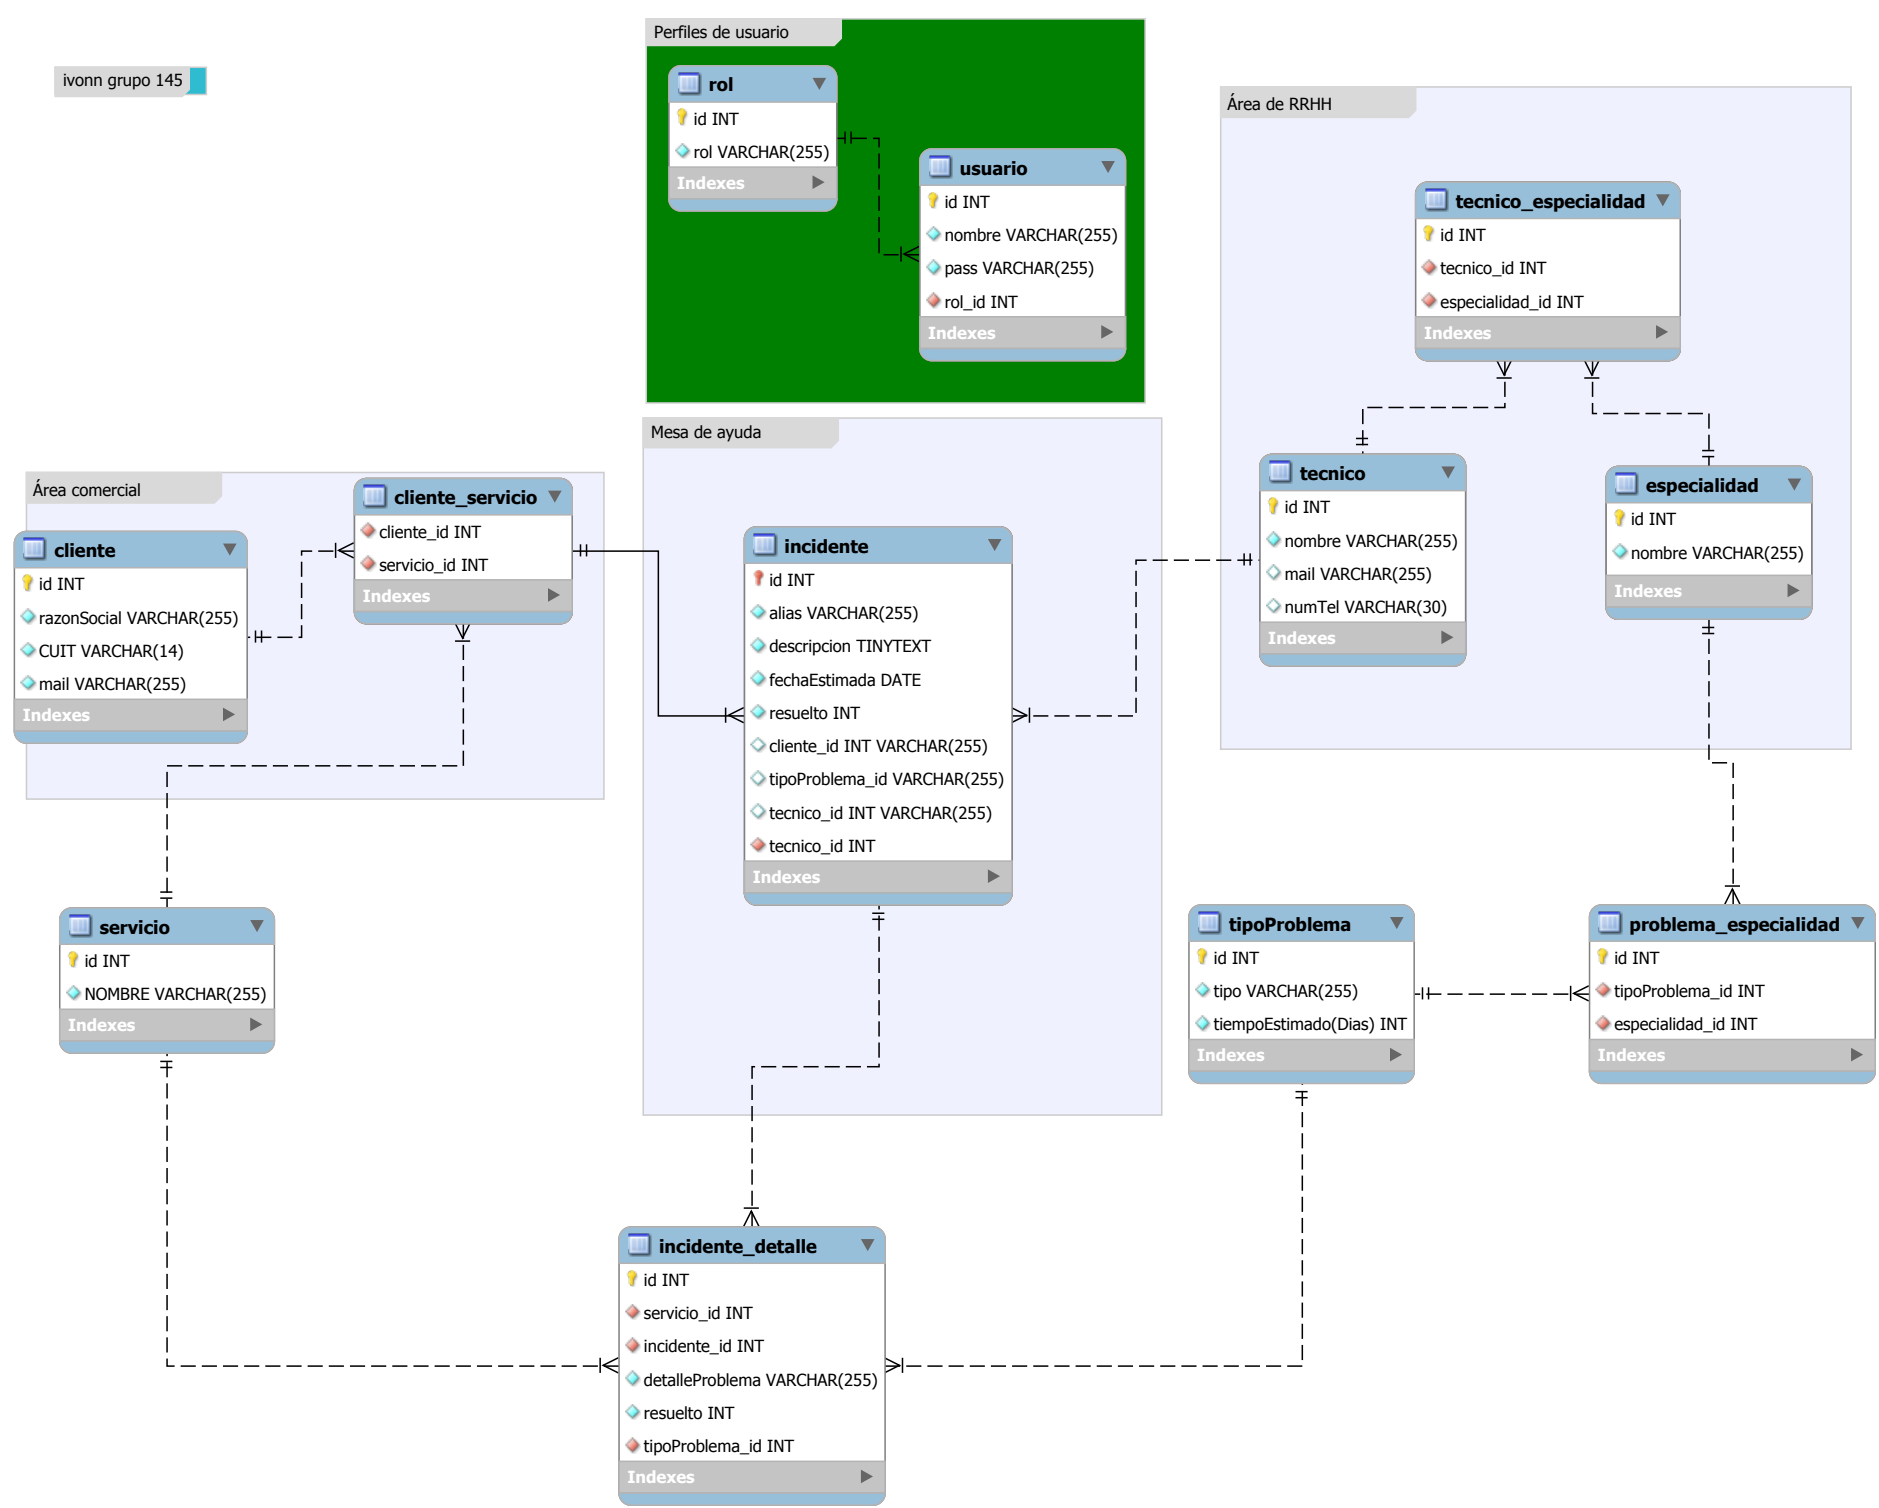 ivonn grupo 145
Perfiles de usuario
rol
id INT
rol VARCHAR(255)
Indexes
usuario
id INT
nombre VARCHAR(255)
pass VARCHAR(255)
rol_id INT
Indexes
Área de RRHH
tecnico_especialidad
id INT
tecnico_id INT
especialidad_id INT
Indexes
tecnico
id INT
nombre VARCHAR(255)
mail VARCHAR(255)
numTel VARCHAR(30)
Indexes
especialidad
id INT
nombre VARCHAR(255)
Indexes
Área comercial
cliente_servicio
cliente_id INT
servicio_id INT
Indexes
cliente
id INT
razonSocial VARCHAR(255)
CUIT VARCHAR(14)
mail VARCHAR(255)
Indexes
Mesa de ayuda
incidente
id INT
alias VARCHAR(255)
descripcion TINYTEXT
fechaEstimada DATE
resuelto INT
cliente_id INT VARCHAR(255)
tipoProblema_id VARCHAR(255)
tecnico_id INT VARCHAR(255)
tecnico_id INT
Indexes
servicio
id INT
NOMBRE VARCHAR(255)
Indexes
tipoProblema
id INT
tipo VARCHAR(255)
tiempoEstimado(Dias) INT
Indexes
problema_especialidad
id INT
tipoProblema_id INT
especialidad_id INT
Indexes
incidente_detalle
id INT
servicio_id INT
incidente_id INT
detalleProblema VARCHAR(255)
resuelto INT
tipoProblema_id INT
Indexes